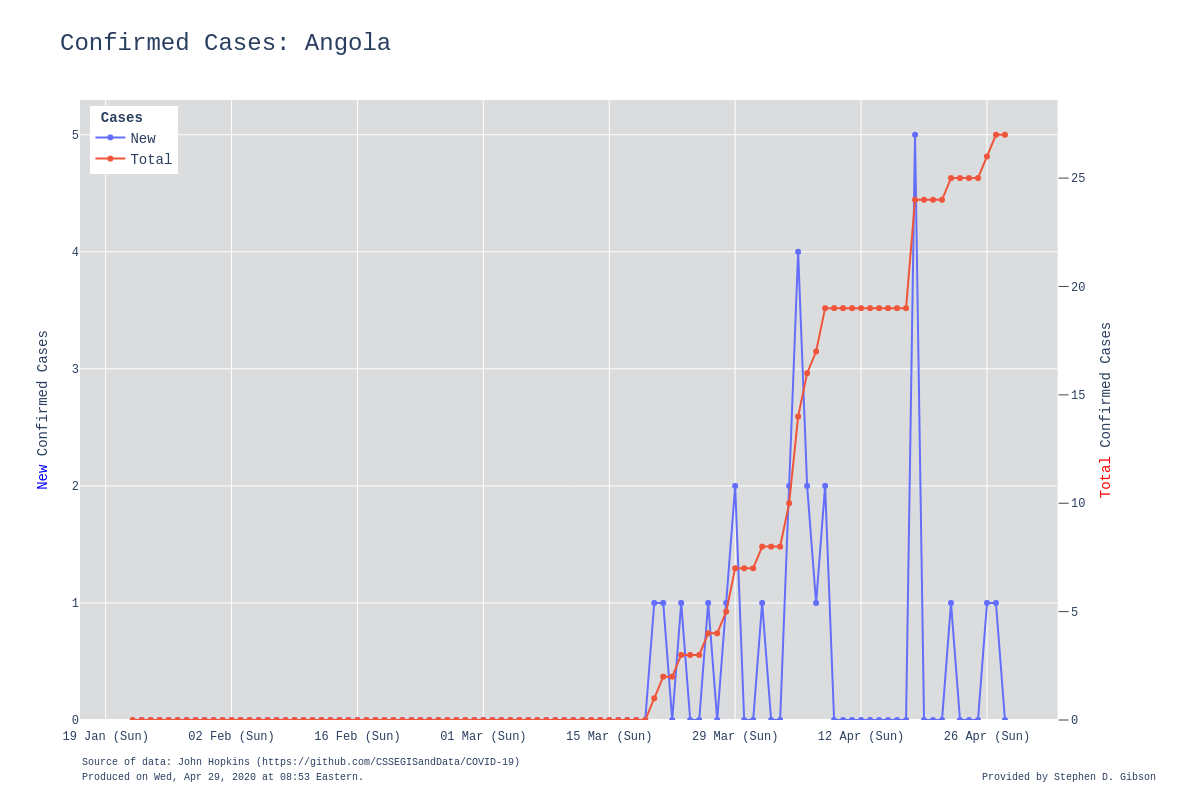 Confirmed Cases: Angola
Cases
New
Total
5
4
3
2
1
0
25
20
15
10
5
0
New Confirmed Cases
Total Confirmed Cases
19 Jan (Sun)
02 Feb (Sun)
16 Feb (Sun)
01 Mar (Sun)
15 Mar (Sun)
29 Mar (Sun)
12 Apr (Sun)
26 Apr (Sun)
Source of data: John Hopkins (https://github.com/CSSEGISandData/COVID-19)
Produced on Wed, Apr 29, 2020 at 08:53 Eastern.
Provided by Stephen D. Gibson